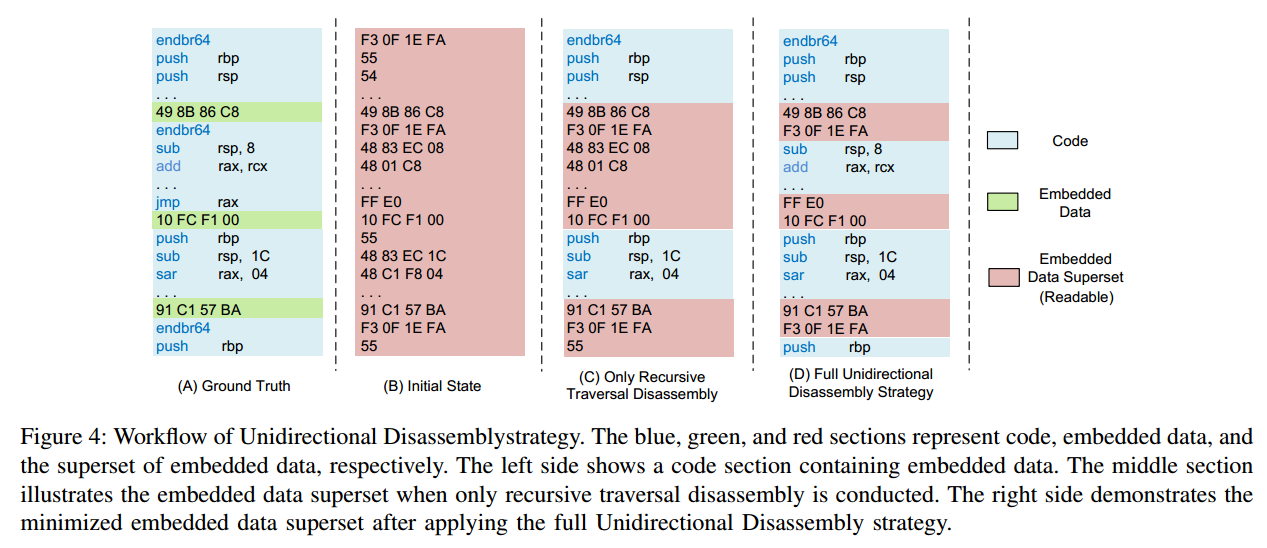 endbr64
push rbp
push rsp
. . .
49 8B 86 C8
endbr64
sub rsp, 8
add rax, rcx
. . .
jmp rax
10 FC F1 00
push rbp
sub rsp, 1C
sar rax, 04
. . .
91 C1 57 BA
endbr64
push rbp
(A) Ground Truth
F3 0F 1E FA
55
54
. . .
49 8B 86 C8
F3 0F 1E FA
48 83 EC 08
48 01 C8
. . .
FF E0
10 FC F1 00
55
48 83 EC 1C
48 C1 F8 04
. . .
91 C1 57 BA
F3 0F 1E FA
55
(B) Initial State
endbr64
push rbp
push rsp
. . .
49 8B 86 C8
F3 0F 1E FA
48 83 EC 08
48 01 C8
. . .
FF E0
10 FC F1 00
push rbp
sub rsp, 1C
sar rax, 04
. . .
91 C1 57 BA
F3 0F 1E FA
55
(C) Only Recursive
Traversal Disassembly
endbr64
push rbp
push rsp
. . .
49 8B 86 C8
F3 0F 1E FA
sub rsp, 8
add rax, rcx
. . .
FF E0
10 FC F1 00
push rbp
sub rsp, 1C
sar rax, 04
. . .
91 C1 57 BA
F3 0F 1E FA
push rbp
(D) Full Unidirectional
Disassembly Strategy
Code
Embedded
Data
Embedded
Data Superset
(Readable)
Figure 4: Workflow of Unidirectional Disassemblystrategy. The blue, green, and red sections represent code, embedded data, and
the superset of embedded data, respectively. The left side shows a code section containing embedded data. The middle section
illustrates the embedded data superset when only recursive traversal disassembly is conducted. The right side demonstrates the
minimized embedded data superset after applying the full Unidirectional Disassembly strategy.